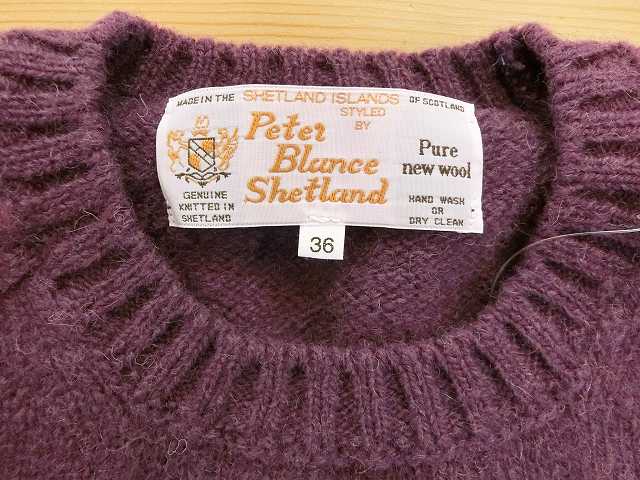 MADE IN THE SHETLAND ISLANDS OF SCOTLAND
STYLED
BY
Peter
Blance
Shetland
Pure
new wool
GENUINE
KNITTED IN
SHETLAND
HAND WASH
OR
DRY CLEAN
36